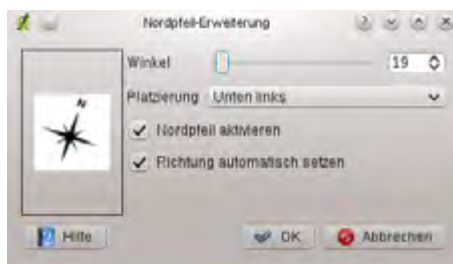 Nordpfeil-Erweiterung
Winkel 19
Platzierung Unten links
N
Nordpfeil aktivieren
Richtung automatisch setzen
Hilfe OK Abbrechen